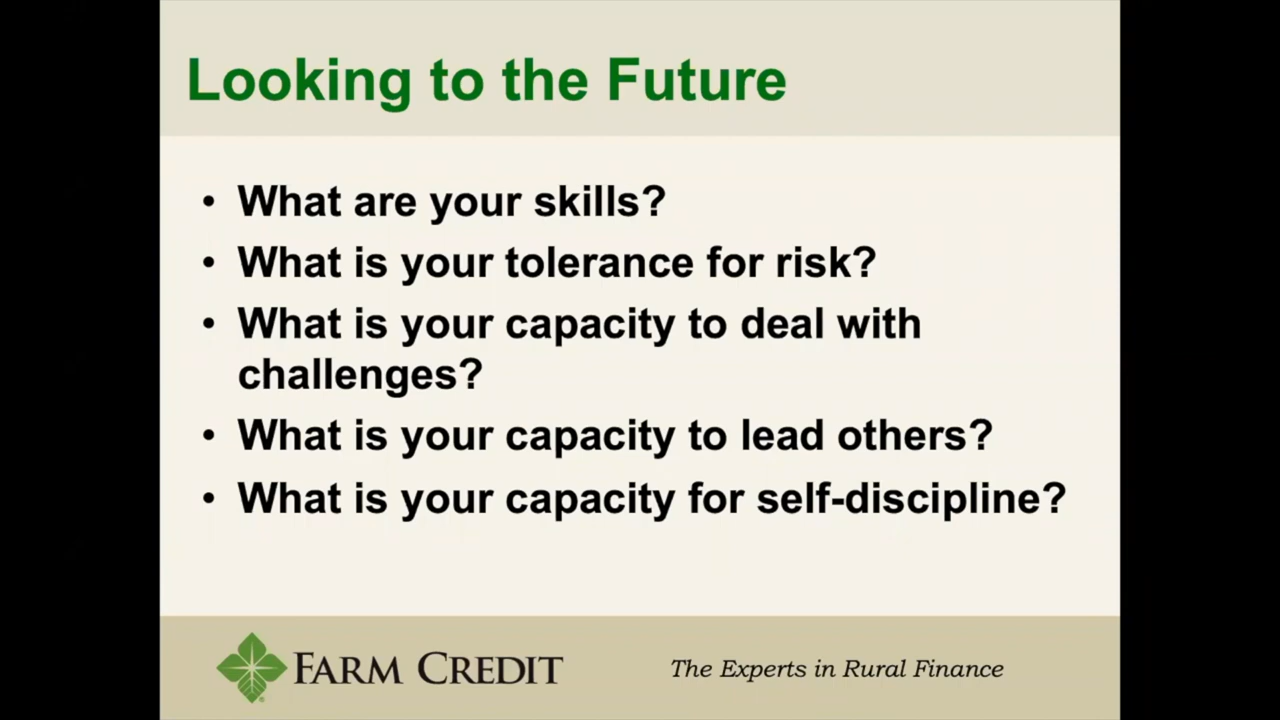 Looking to the Future
• What are your skills?
• What is your tolerance for risk?
• What is your capacity to deal with
challenges?
• What is your capacity to lead others?
• What is your capacity for self-discipline?
FARM CREDIT
®
The Experts in Rural Finance